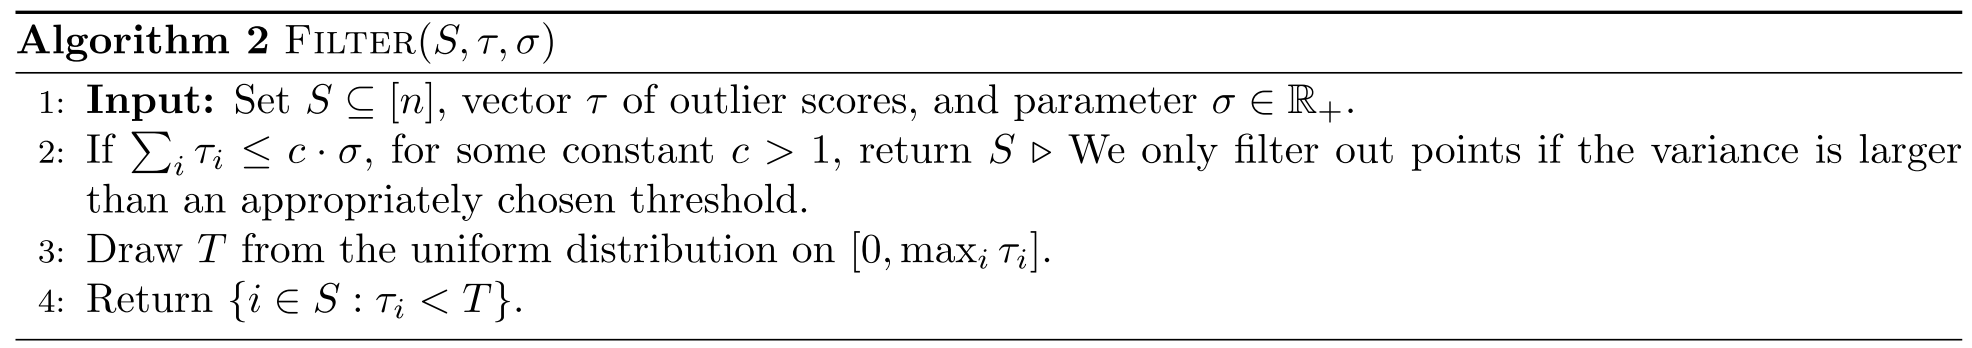 Algorithm 2 FILTER(S, τ, σ)
1: Input: Set S ⊆ [n], vector τ of outlier scores, and parameter σ ∈ ℝ₊.
2: If ∑ᵢ τᵢ ≤ c · σ, for some constant c > 1, return S ▷ We only filter out points if the variance is larger
than an appropriately chosen threshold.
3: Draw T from the uniform distribution on [0, maxᵢ τᵢ].
4: Return {i ∈ S : τᵢ < T}.